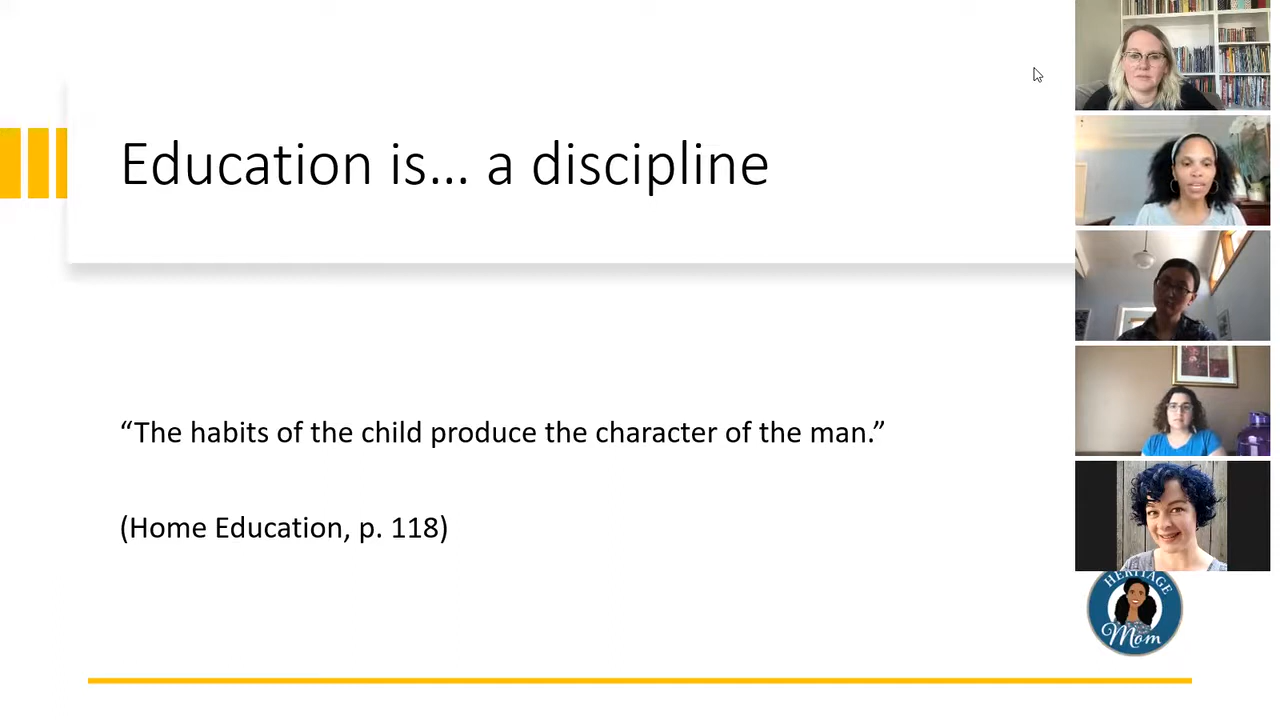 Education is... a discipline
“The habits of the child produce the character of the man.”
(Home Education, p. 118)
HERITAGE
Mom